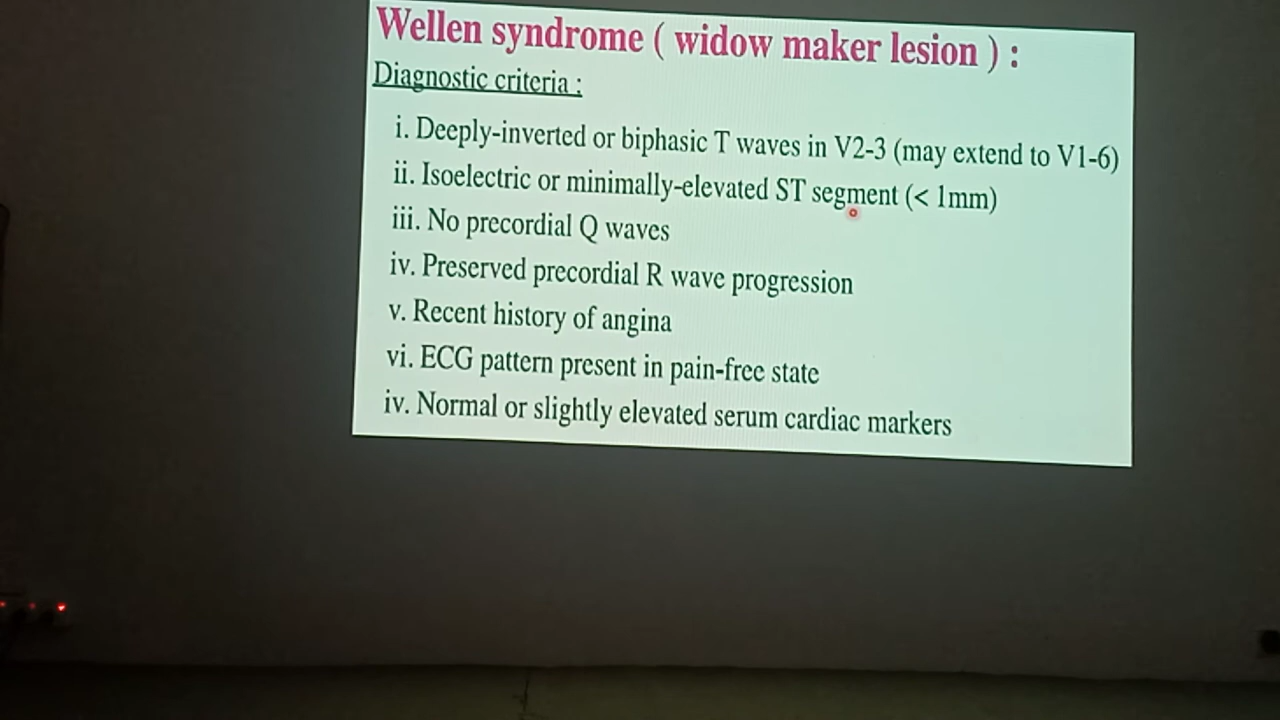 Wellen syndrome ( widow maker lesion ) :
Diagnostic criteria :
i. Deeply-inverted or biphasic T waves in V2-3 (may extend to V1-6)
ii. Isoelectric or minimally-elevated ST segment (< 1mm)
iii. No precordial Q waves
iv. Preserved precordial R wave progression
v. Recent history of angina
vi. ECG pattern present in pain-free state
iv. Normal or slightly elevated serum cardiac markers